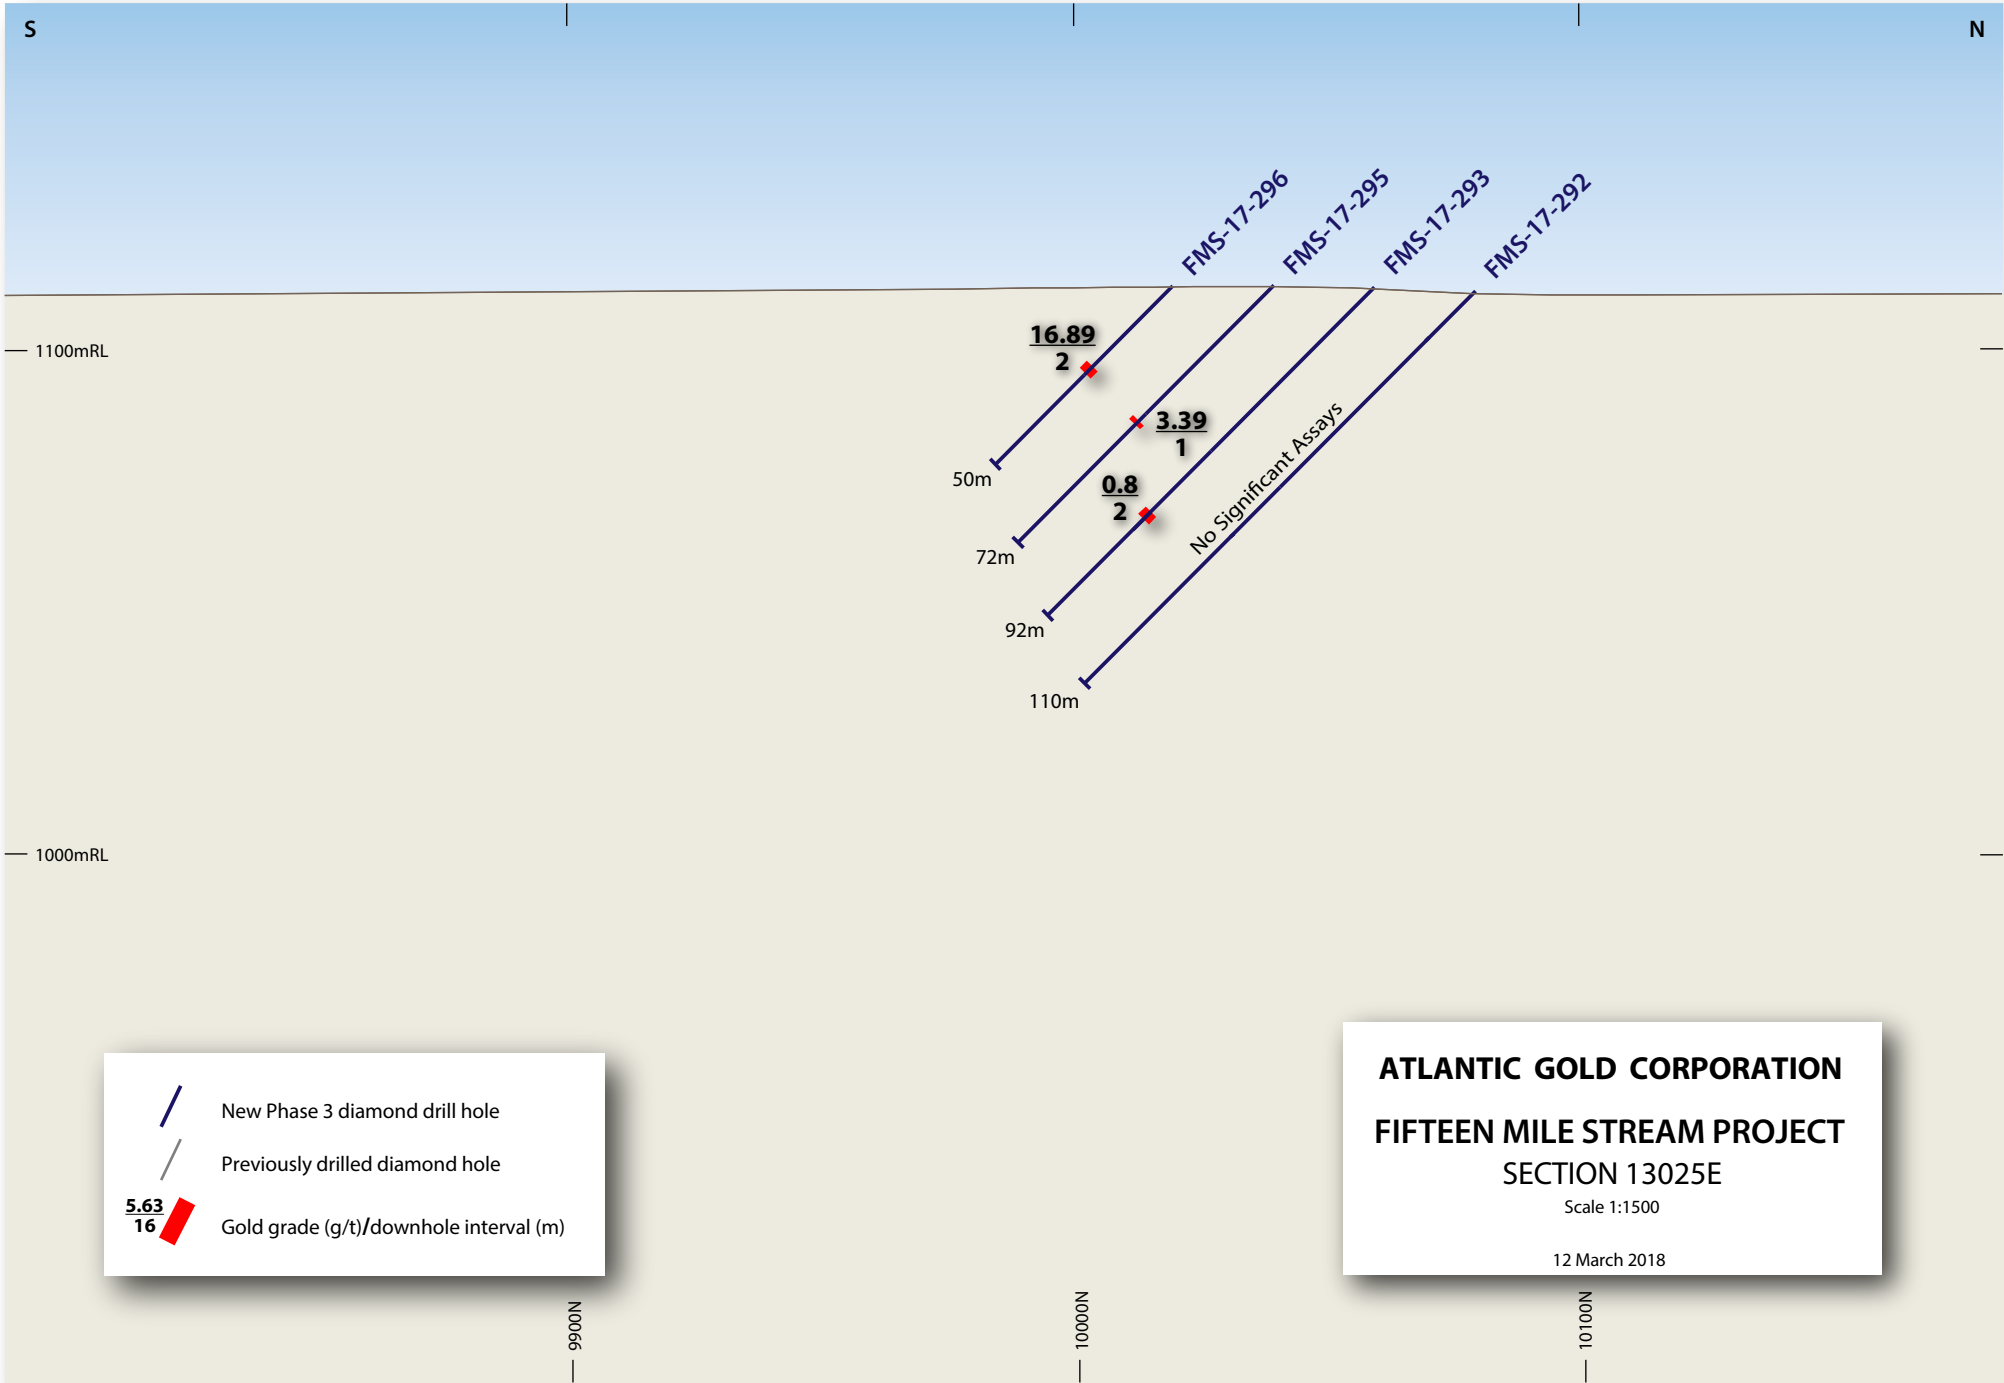 S
N
FMS-17-296
FMS-17-295
FMS-17-293
FMS-17-292
16.89
2
1100mRL
3.39
1
50m
0.8
2
No Significant Assays
72m
92m
110m
1000mRL
New Phase 3 diamond drill hole
Previously drilled diamond hole
5.63
16
Gold grade (g/t)/downhole interval (m)
ATLANTIC GOLD CORPORATION
FIFTEEN MILE STREAM PROJECT
SECTION 13025E
Scale 1:1500
12 March 2018
9900N
10000N
10100N